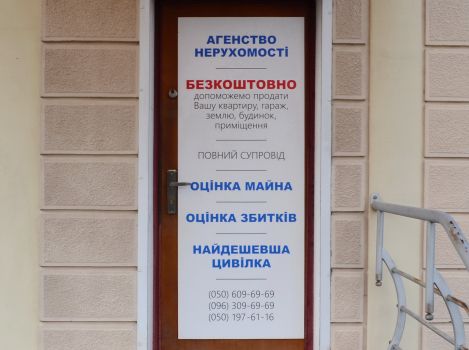 АГЕНСТВО
НЕРУХОМОСТІ
БЕЗКОШТОВНО
допоможемо продати
Вашу квартиру, гараж,
землю, будинок,
приміщення
ПОВНИЙ СУПРОВІД
ОЦІНКА МАЙНА
ОЦІНКА ЗБИТКІВ
НАЙДЕШЕВША
ЦИВІЛКА
(050) 609-69-69
(096) 309-69-69
(050) 197-61-16